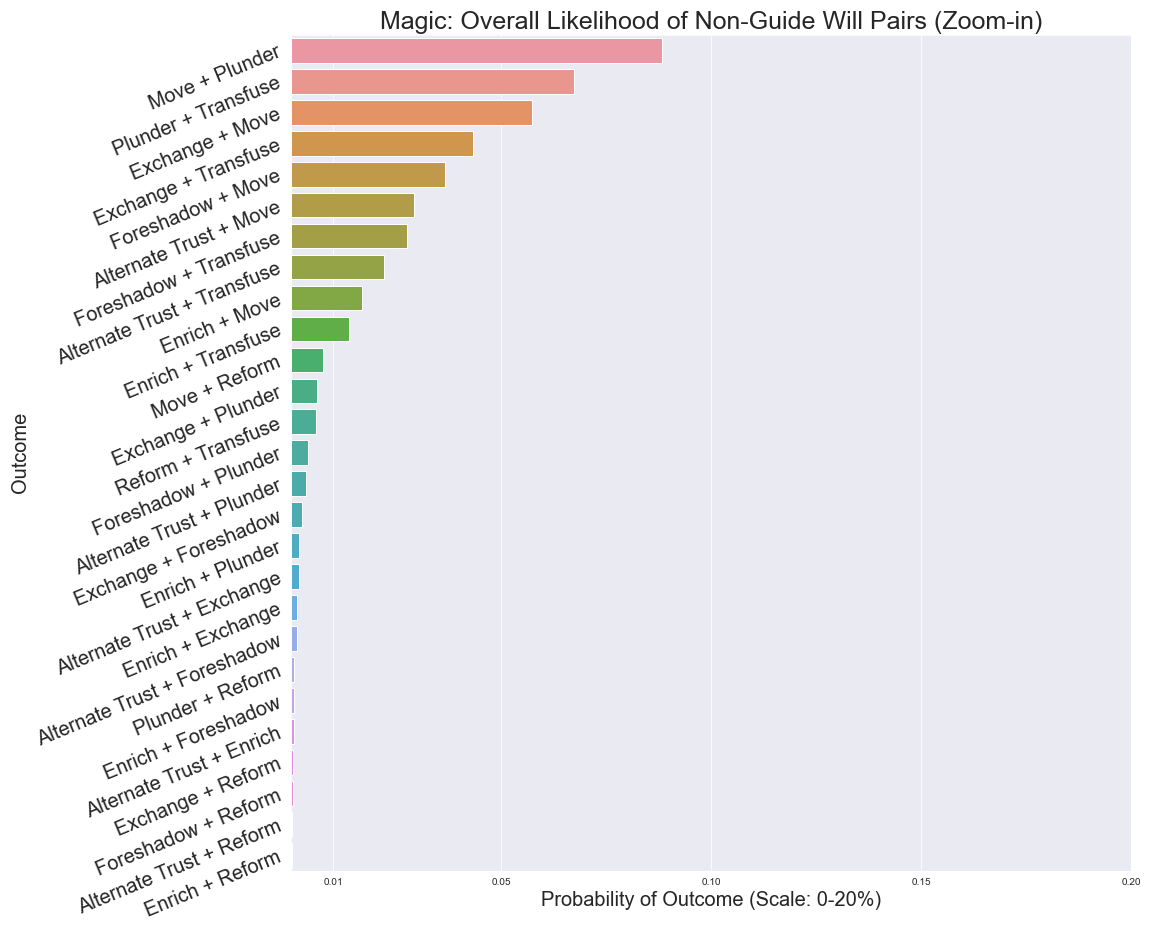 Magic: Overall Likelihood of Non-Guide Will Pairs (Zoom-in)
Outcome
Move + Plunder
Plunder + Transfuse
Exchange + Move
Exchange + Transfuse
Foreshadow + Move
Alternate Trust + Move
Foreshadow + Transfuse
Alternate Trust + Transfuse
Enrich + Move
Enrich + Transfuse
Move + Reform
Exchange + Plunder
Reform + Transfuse
Foreshadow + Plunder
Alternate Trust + Plunder
Exchange + Foreshadow
Enrich + Plunder
Alternate Trust + Exchange
Enrich + Exchange
Alternate Trust + Foreshadow
Plunder + Reform
Enrich + Foreshadow
Alternate Trust + Enrich
Exchange + Reform
Foreshadow + Reform
Alternate Trust + Reform
Enrich + Reform
0.01 0.05 0.10 0.15 0.20
Probability of Outcome (Scale: 0-20%)